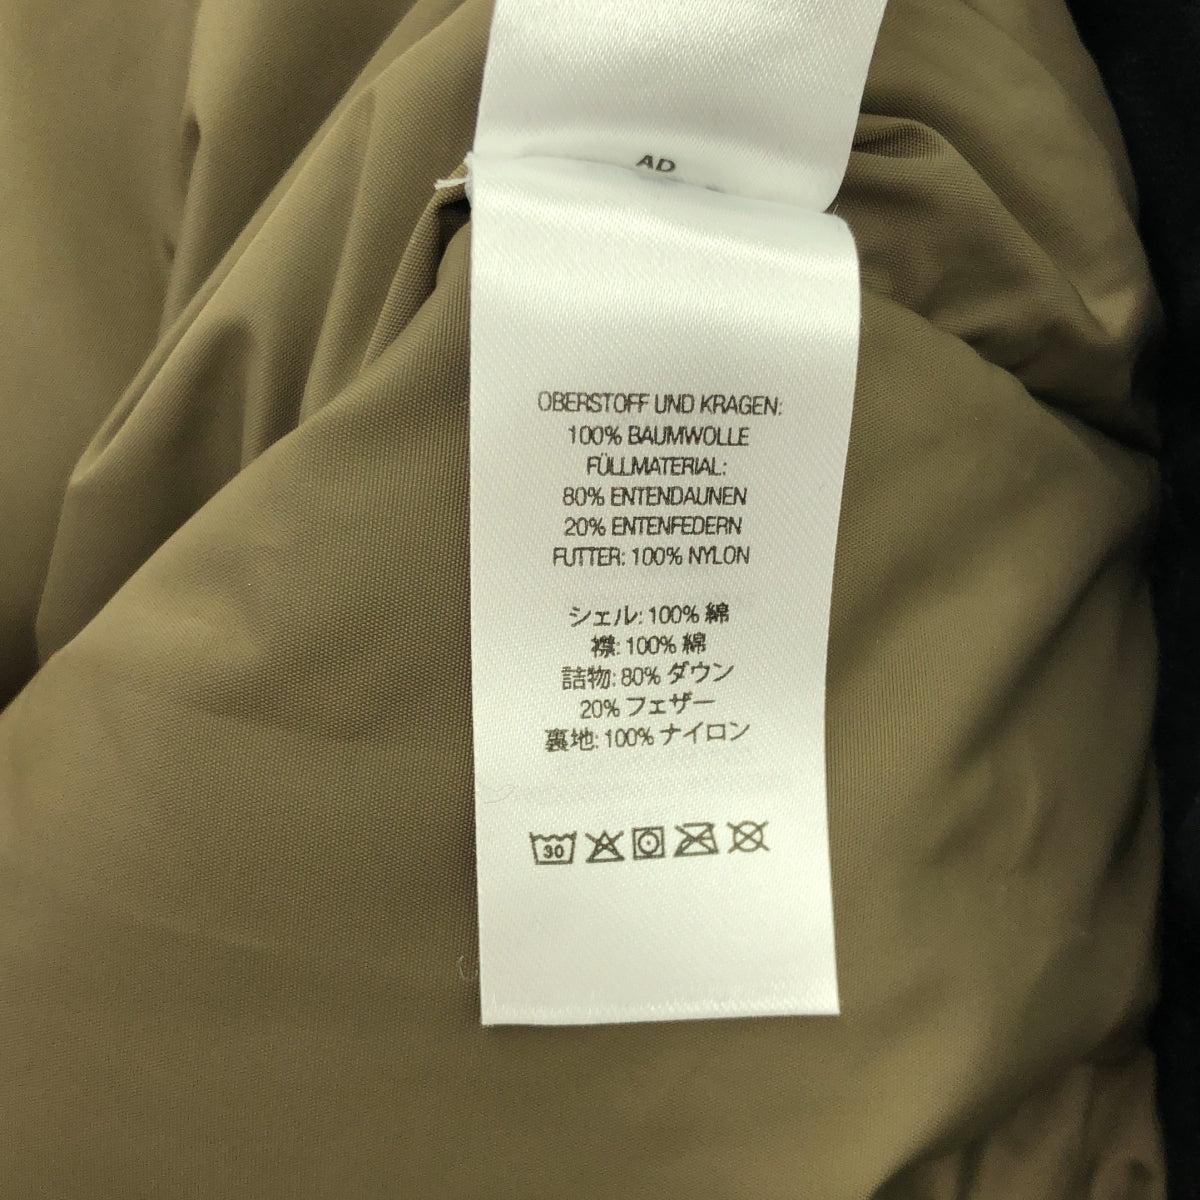 AD
OBERSTOFF UND KRAGEN:
100% BAUMWOLLE
FÜLLMATERIAL:
80% ENTENDAUNEN
20% ENTENFEDERN
FUTTER: 100% NYLON
シェル: 100% 綿
襟: 100% 綿
詰物: 80% ダウン
20% フェザー
裏地: 100% ナイロン
30